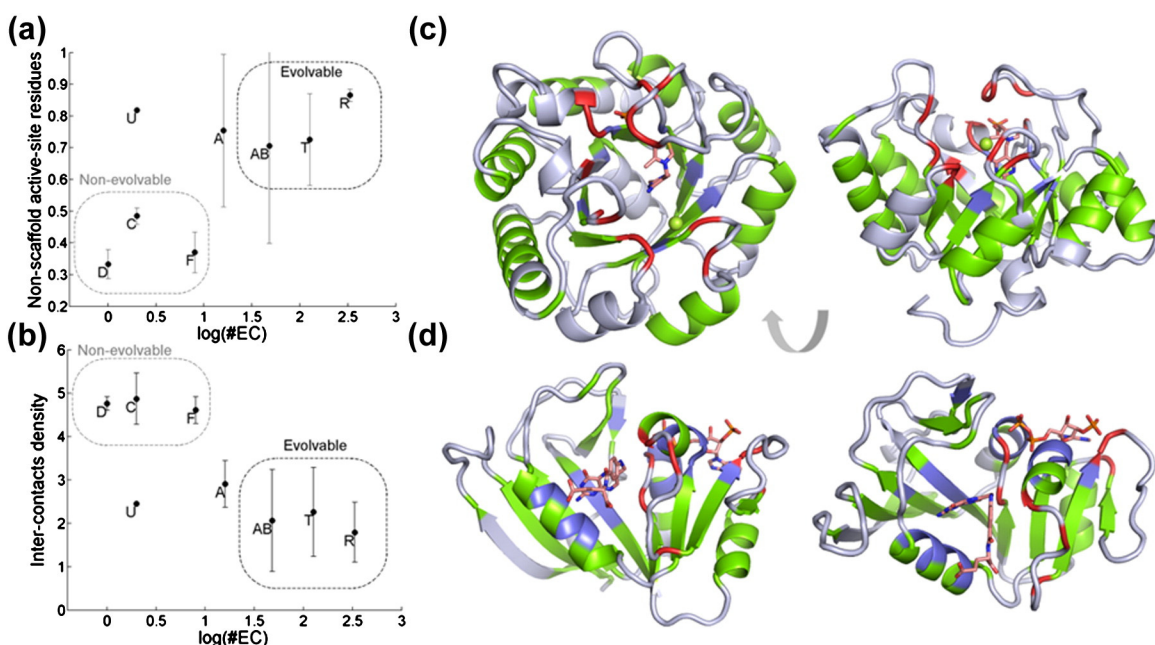 (a)
Non-scaffold active-site residues
1
0.9
0.8
0.7
0.6
0.5
0.4
0.3
0.2
Evolvable
R
U
A
AB
T
Non-evolvable
C
D
F
0 0.5 1 1.5 2 2.5 3
log(#EC)
(b)
Inter-contacts density
6
5
4
3
2
1
0
Non-evolvable
D
C
F
Evolvable
A
U
AB
T
R
0 0.5 1 1.5 2 2.5 3
log(#EC)
(c)
(d)